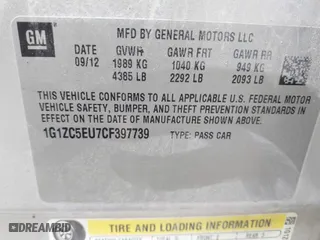 GM
MFD BY GENERAL MOTORS LLC
DATE GVWR GAWR FRT GAWR RR
09/12 1989 KG 1040 KG 949 KG
4385 LB 2292 LB 2093 LB
THIS VEHICLE CONFORMS TO ALL APPLICABLE U.S. FEDERAL MOTOR
VEHICLE SAFETY, BUMPER, AND THEFT PREVENTION STANDARDS
IN EFFECT ON THE DATE OF MANUFACTURE SHOWN ABOVE.
1G1ZC5EU7CF397739 TYPE: PASS CAR
TIRE AND LOADING INFORMATION
AUTOBIDMASTER